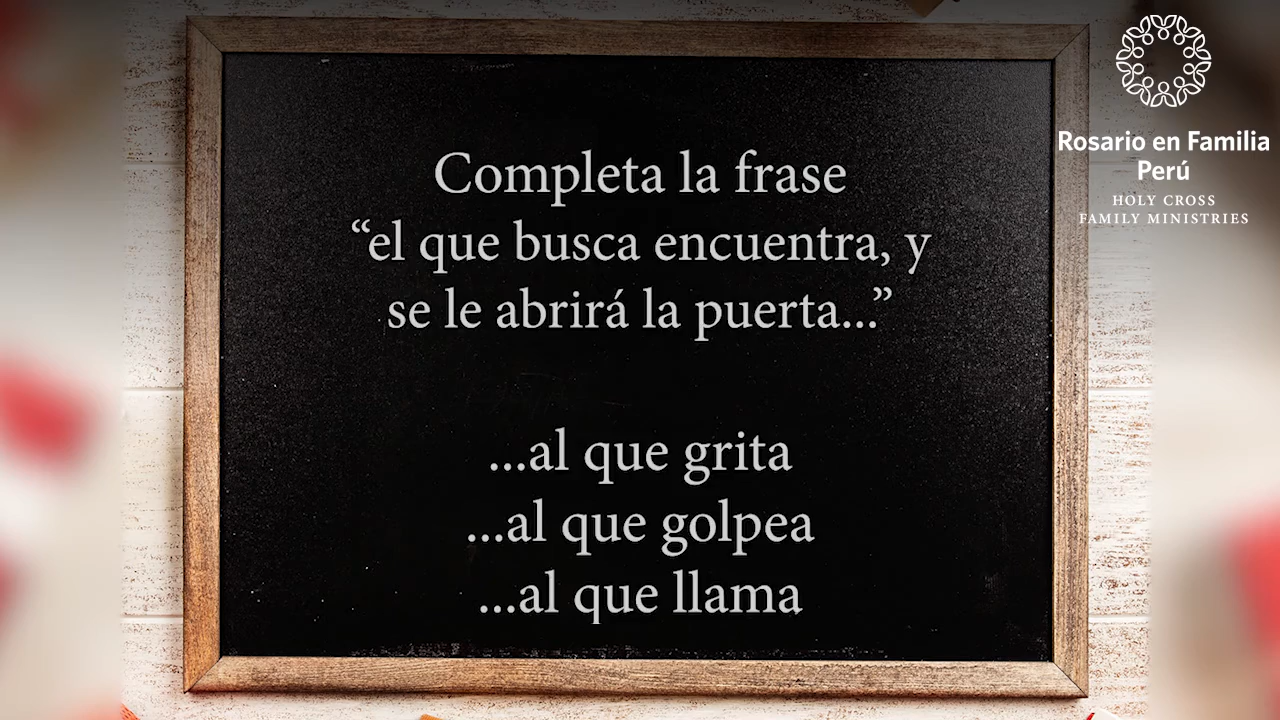 Completa la frase
“el que busca encuentra, y
se le abrirá la puerta...”
...al que grita
...al que golpea
...al que llama
Rosario en Familia
Perú
HOLY CROSS
FAMILY MINISTRIES